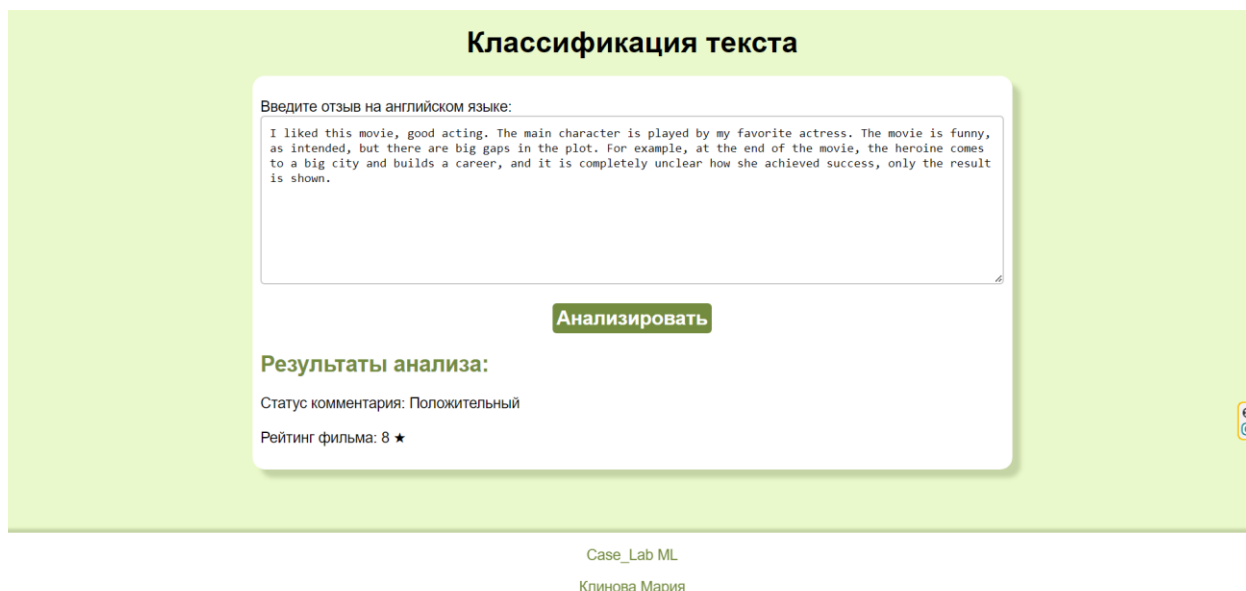 Классификация текста
Введите отзыв на английском языке:
I liked this movie, good acting. The main character is played by my favorite actress. The movie is funny,
as intended, but there are big gaps in the plot. For example, at the end of the movie, the heroine comes
to a big city and builds a career, and it is completely unclear how she achieved success, only the result
is shown.
Анализировать
Результаты анализа:
Статус комментария: Положительный
Рейтинг фильма: 8 ★
Case_Lab ML
Клинова Мария